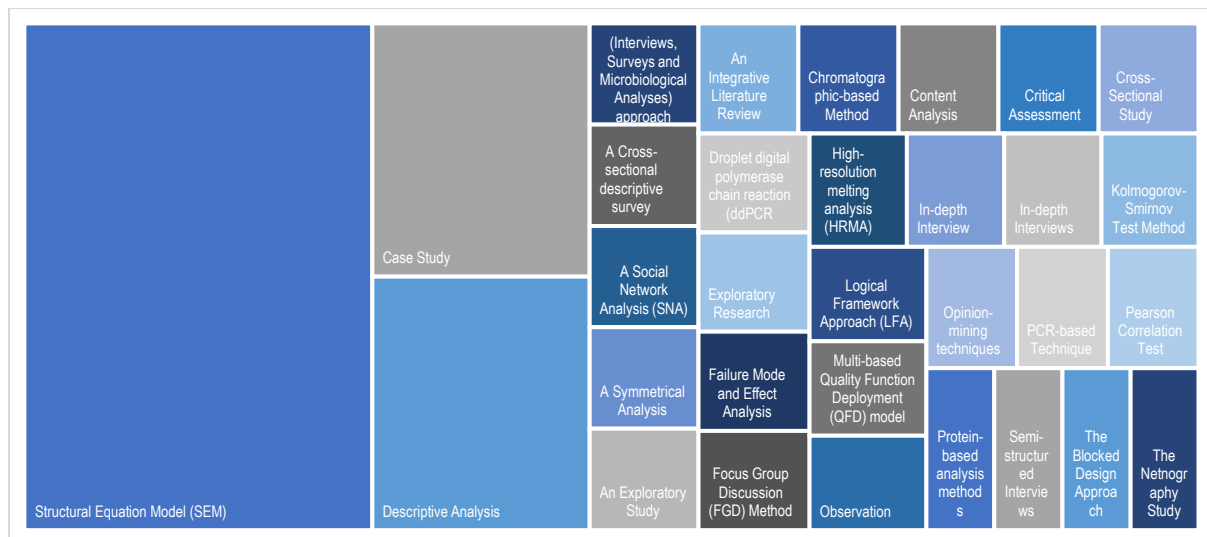 Structural Equation Model (SEM)
Case Study
Descriptive Analysis
(Interviews,
Surveys and
Microbiological
Analyses)
approach
A Cross-
sectional
descriptive
survey
A Social
Network
Analysis (SNA)
A Symmetrical
Analysis
An Exploratory
Study
An
Integrative
Literature
Review
Droplet digital
polymerase
chain reaction
(ddPCR
Exploratory
Research
Failure Mode
and Effect
Analysis
Focus Group
Discussion
(FGD) Method
Chromatogra
phic-based
Method
Content
Analysis
Critical
Assessment
Cross-
Sectional
Study
High-
resolution
melting
analysis
(HRMA)
In-depth
Interview
In-depth
Interviews
Kolmogorov-
Smirnov
Test Method
Logical
Framework
Approach (LFA)
Multi-based
Quality Function
Deployment
(QFD) model
Observation
Opinion-
mining
techniques
PCR-based
Technique
Pearson
Correlation
Test
Protein-
based
analysis
method
s
Semi-
structur
ed
Intervie
ws
The
Blocked
Design
Approa
ch
The
Netnogra
phy
Study